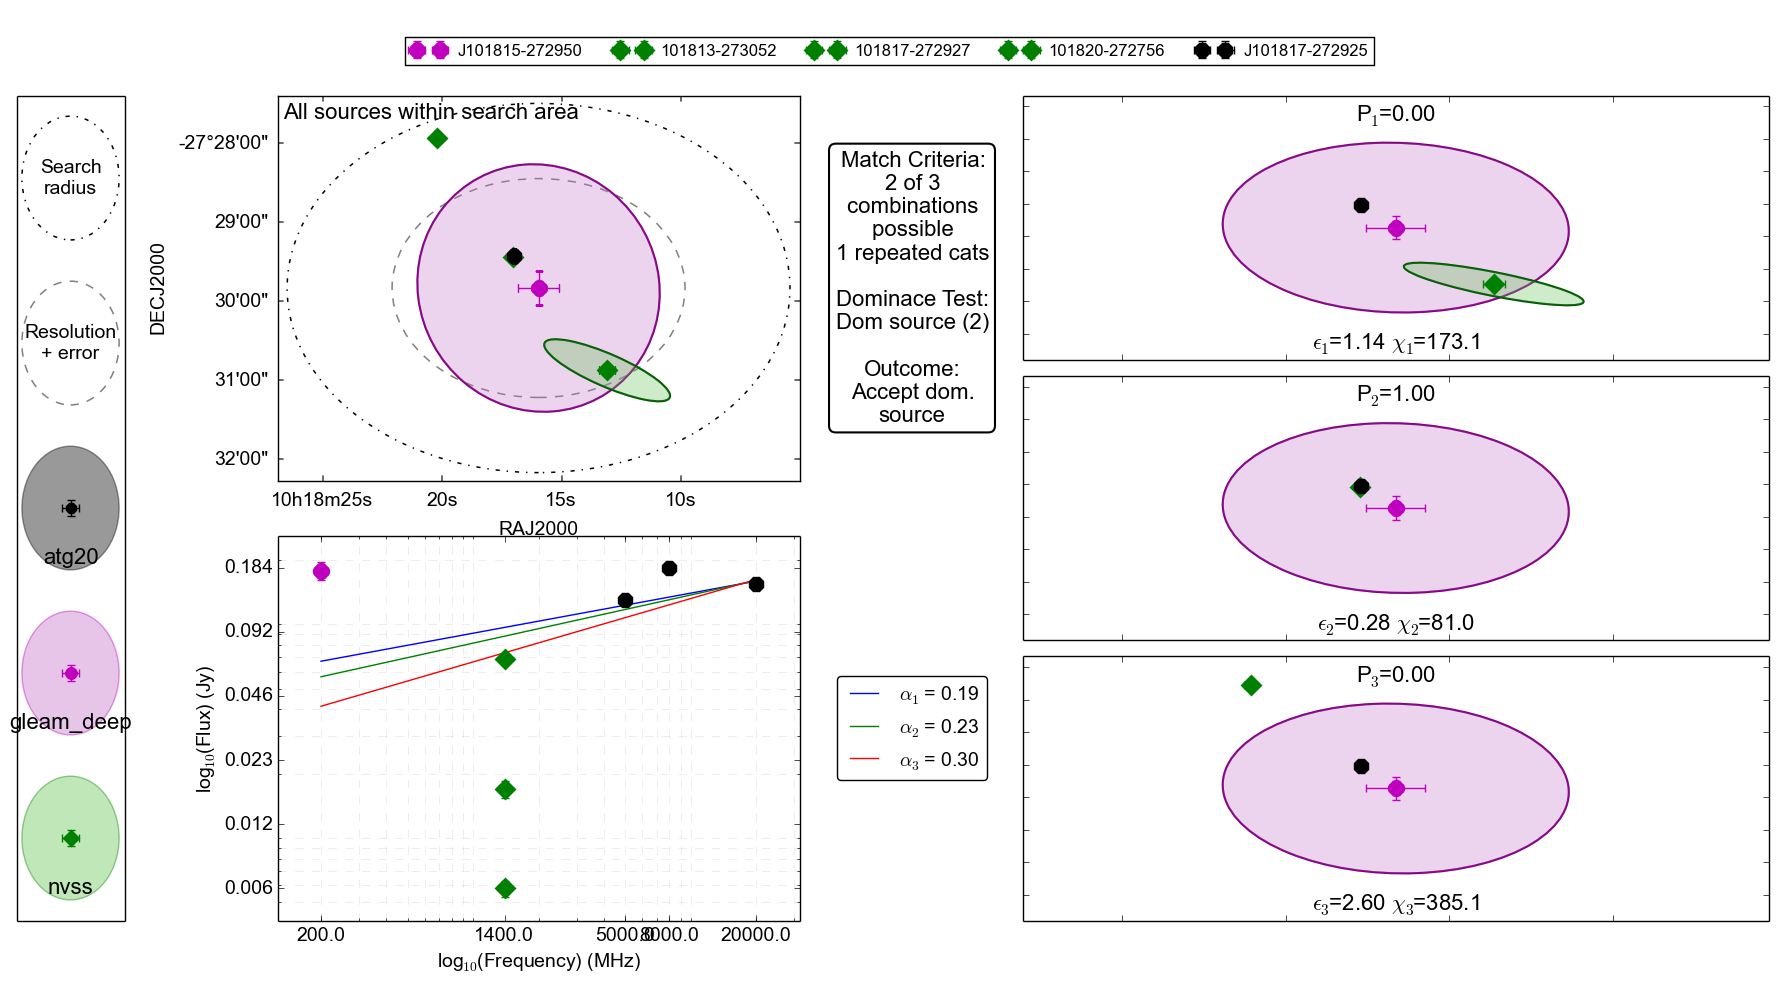 J101815-272950 101813-273052 101817-272927 101820-272756 J101817-272925
Search
radius
Resolution
+ error
atg20
gleam_deep
nvss
All sources within search area
DECJ2000
-27°28'00"
29'00"
30'00"
31'00"
32'00"
10h18m25s 20s 15s 10s
RAJ2000
Match Criteria:
2 of 3
combinations
possible
1 repeated cats
Dominace Test:
Dom source (2)
Outcome:
Accept dom.
source
log10(Flux) (Jy)
0.184
0.092
0.046
0.023
0.012
0.006
200.0 1400.0 5000.0 8000.0 20000.0
log10(Frequency) (MHz)
α1 = 0.19
α2 = 0.23
α3 = 0.30
P1=0.00
ϵ1=1.14 χ1=173.1
P2=1.00
ϵ2=0.28 χ2=81.0
P3=0.00
ϵ3=2.60 χ3=385.1